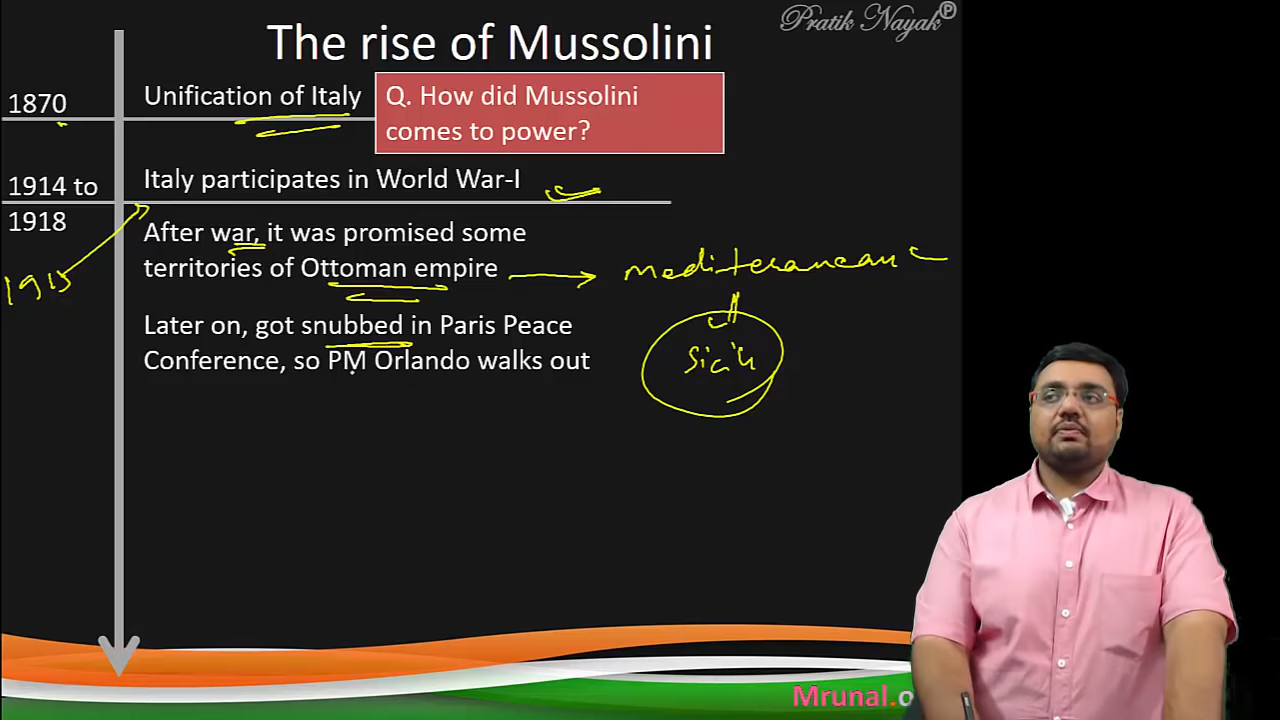 Pratik Nayak ℗
The rise of Mussolini
1870
Unification of Italy
Q. How did Mussolini
comes to power?
1914 to
1918
Italy participates in World War-I
1915
After war, it was promised some
territories of Ottoman empire
mediteranean
Later on, got snubbed in Paris Peace
Conference, so PM Orlando walks out
Mrunal.o